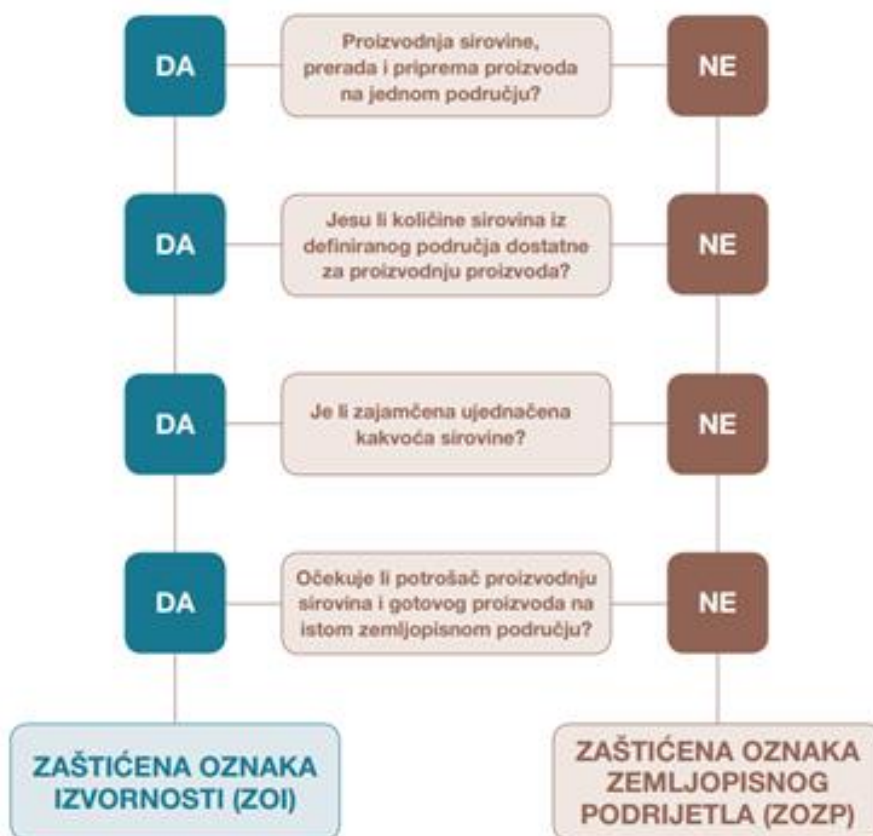 DA
Proizvodnja sirovine,
prerada i priprema proizvoda
na jednom području?
NE
DA
Jesu li količine sirovina iz
definiranog područja dostatne
za proizvodnju proizvoda?
NE
DA
Je li zajamčena ujednačena
kakvoća sirovine?
NE
DA
Očekuje li potrošač proizvodnju
sirovina i gotovog proizvoda na
istom zemljopisnom području?
NE
ZAŠTIĆENA OZNAKA
IZVORNOSTI (ZOI)
ZAŠTIĆENA OZNAKA
ZEMLJOPISNOG
PODRIJETLA (ZOZP)